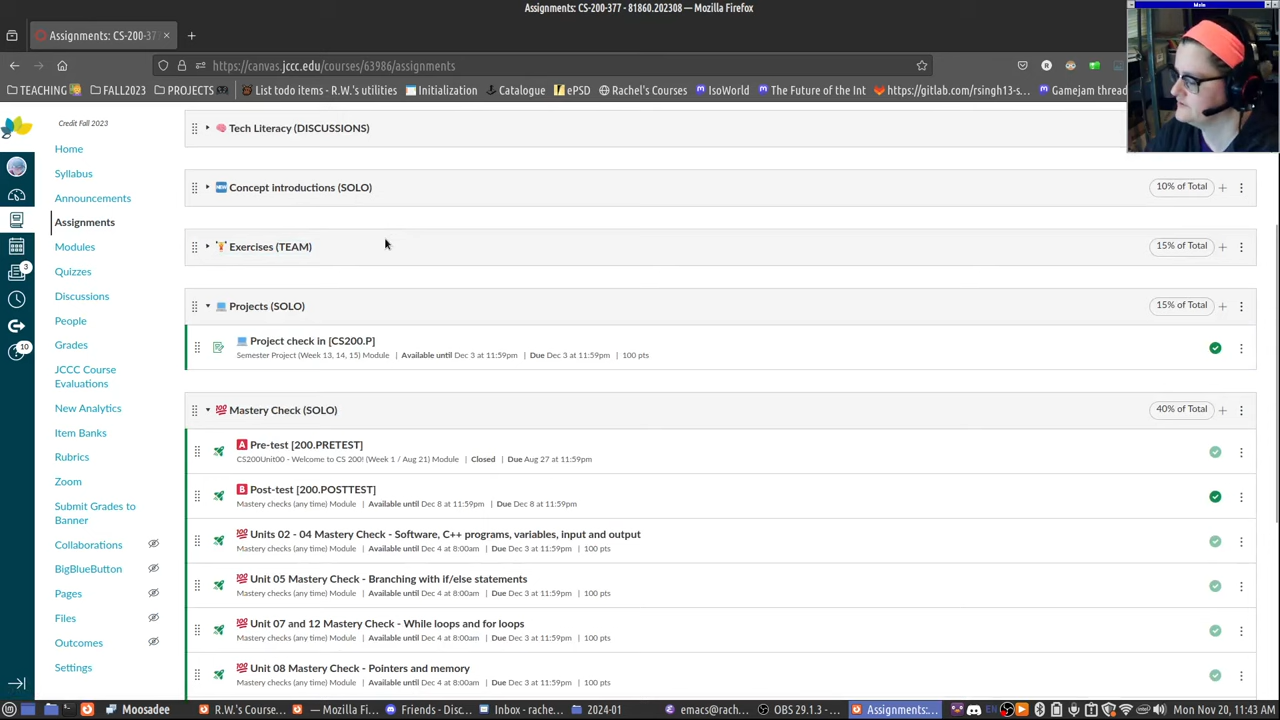 Assignments: CS-200-377 - 81860.202308 — Mozilla Firefox
Male
Assignments: CS-200-37
https://canvas.jccc.edu/courses/63986/assignments
TEACHING FALL2023 PROJECTS List todo items - R.W.'s utilities Initialization Catalogue ePSD Rachel's Courses IsoWorld The Future of the Int https://gitlab.com/rsingh13-s... Gamejam them
Credit Fall 2023
Home
Syllabus
Announcements
Assignments
Modules
Quizzes
Discussions
People
Grades
JCCC Course
Evaluations
New Analytics
Item Banks
Rubrics
Zoom
Submit Grades to
Banner
Collaborations
BigBlueButton
Pages
Files
Outcomes
Settings
3
10
Tech Literacy (DISCUSSIONS)
NEW Concept introductions (SOLO) 10% of Total
Exercises (TEAM) 15% of Total
Projects (SOLO) 15% of Total
Project check in [CS200.P]
Semester Project (Week 13, 14, 15) Module | Available until Dec 3 at 11:59pm | Due Dec 3 at 11:59pm | 100 pts
💯 Mastery Check (SOLO) 40% of Total
A Pre-test [200.PRETEST]
CS200Unit00 - Welcome to CS 200! (Week 1 / Aug 21) Module | Closed | Due Aug 27 at 11:59pm
B Post-test [200.POSTTEST]
Mastery checks (any time) Module | Available until Dec 8 at 11:59pm | Due Dec 8 at 11:59pm
💯 Units 02 - 04 Mastery Check - Software, C++ programs, variables, input and output
Mastery checks (any time) Module | Available until Dec 4 at 8:00am | Due Dec 3 at 11:59pm | 100 pts
💯 Unit 05 Mastery Check - Branching with if/else statements
Mastery checks (any time) Module | Available until Dec 4 at 8:00am | Due Dec 3 at 11:59pm | 100 pts
💯 Unit 07 and 12 Mastery Check - While loops and for loops
Mastery checks (any time) Module | Available until Dec 4 at 8:00am | Due Dec 3 at 11:59pm | 100 pts
💯 Unit 08 Mastery Check - Pointers and memory
Mastery checks (any time) Module | Available until Dec 4 at 8:00am | Due Dec 3 at 11:59pm | 100 pts
Moosadee R.W.'s Cours... — Mozilla Fi... Friends - Disc... Inbox - rache... 2024-01 emacs@rach... OBS 29.1.3 - ... Assignments:... Mon Nov 20, 11:43 AM